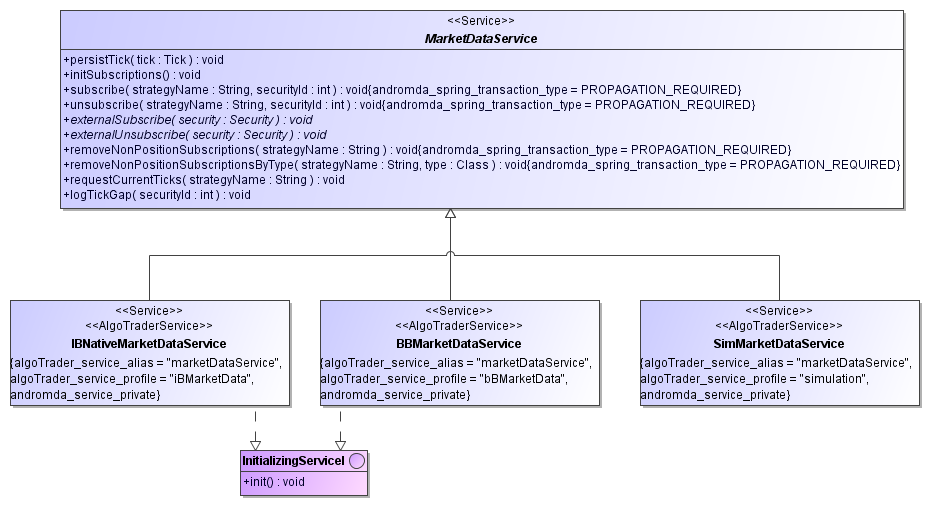 <<Service>>
MarketDataService
+persistTick( tick : Tick ) : void
+initSubscriptions() : void
+subscribe( strategyName : String, securityId : int ) : void{andromda_spring_transaction_type = PROPAGATION_REQUIRED}
+unsubscribe( strategyName : String, securityId : int ) : void{andromda_spring_transaction_type = PROPAGATION_REQUIRED}
+externalSubscribe( security : Security ) : void
+externalUnsubscribe( security : Security ) : void
+removeNonPositionSubscriptions( strategyName : String ) : void{andromda_spring_transaction_type = PROPAGATION_REQUIRED}
+removeNonPositionSubscriptionsByType( strategyName : String, type : Class ) : void{andromda_spring_transaction_type = PROPAGATION_REQUIRED}
+requestCurrentTicks( strategyName : String ) : void
+logTickGap( securityId : int ) : void
<<Service>>
<<AlgoTraderService>>
IBNativeMarketDataService
{algoTrader_service_alias = "marketDataService",
algoTrader_service_profile = "iBMarketData",
andromda_service_private}
<<Service>>
<<AlgoTraderService>>
BBMarketDataService
{algoTrader_service_alias = "marketDataService",
algoTrader_service_profile = "bBMarketData",
andromda_service_private}
<<Service>>
<<AlgoTraderService>>
SimMarketDataService
{algoTrader_service_alias = "marketDataService"
algoTrader_service_profile = "simulation",
andromda_service_private}
InitializingServiceI
+init() : void